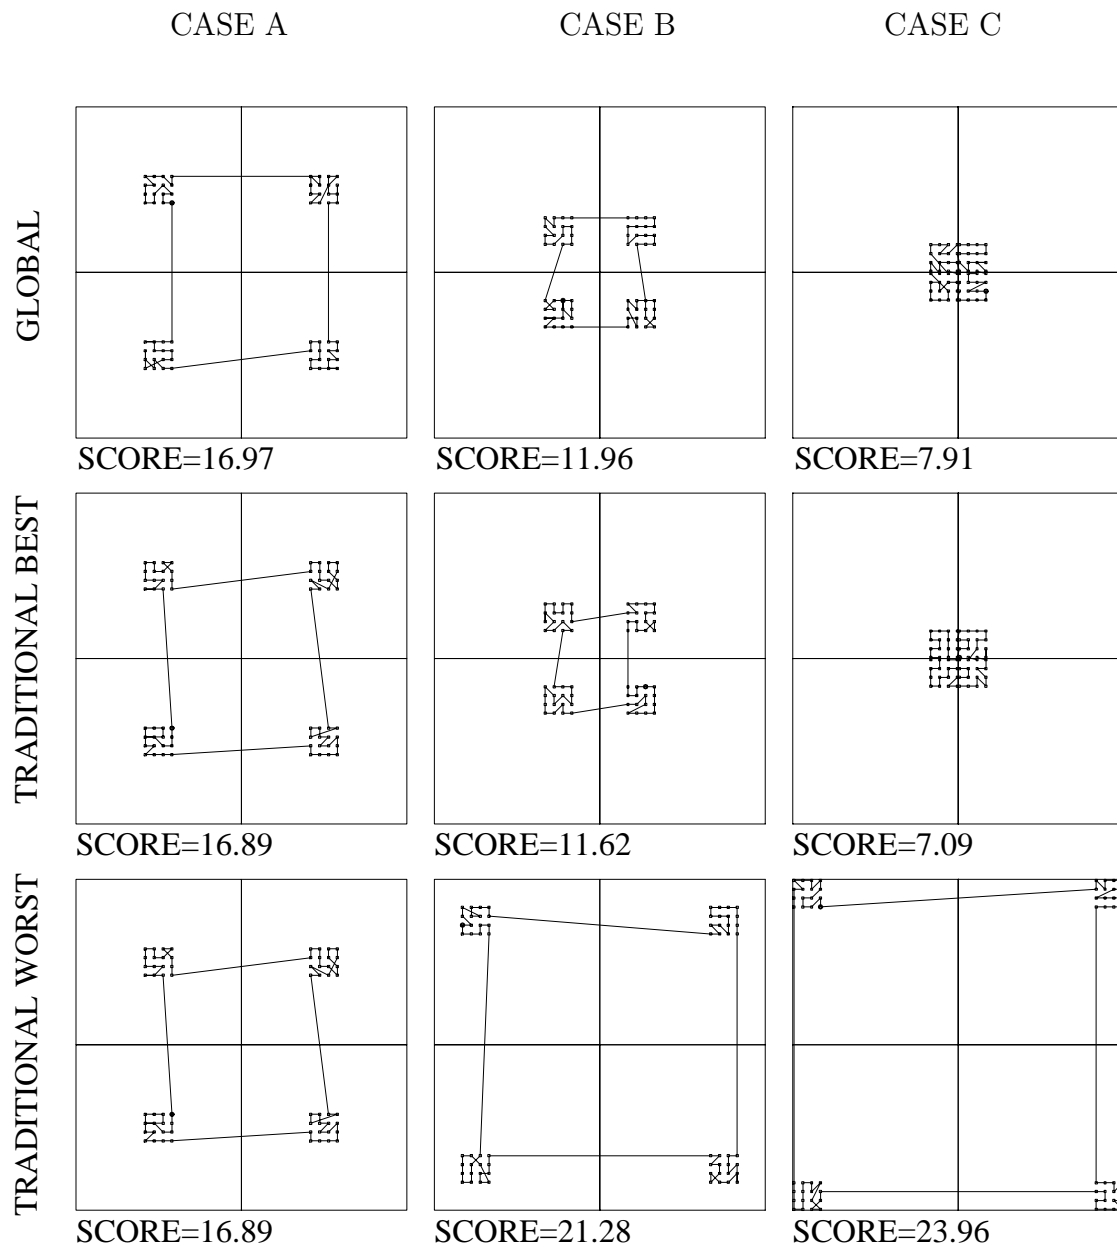 CASE A
CASE B
CASE C
GLOBAL
SCORE=16.97
SCORE=11.96
SCORE=7.91
TRADITIONAL BEST
SCORE=16.89
SCORE=11.62
SCORE=7.09
TRADITIONAL WORST
SCORE=16.89
SCORE=21.28
SCORE=23.96